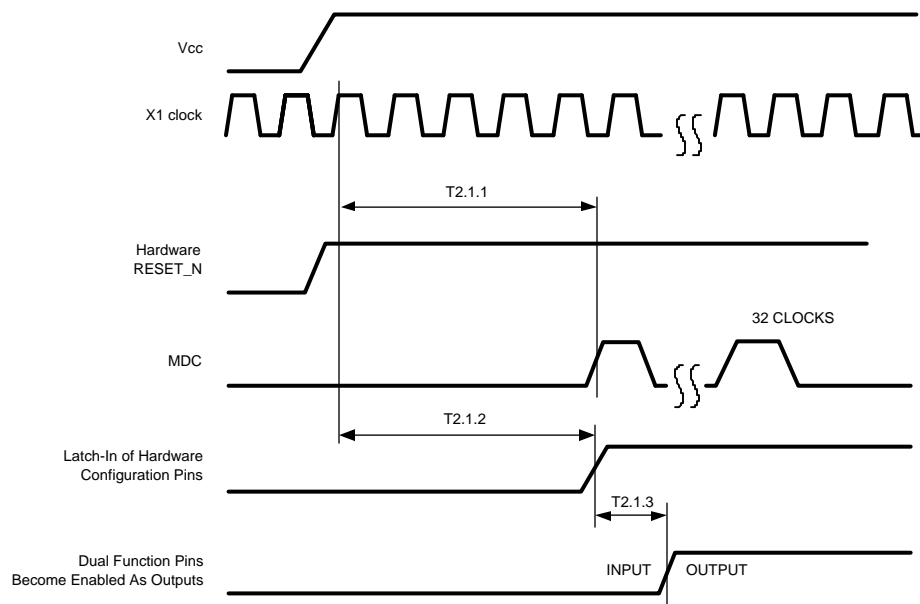 Vcc
X1 clock
T2.1.1
Hardware
RESET_N
32 CLOCKS
MDC
T2.1.2
Latch-In of Hardware
Configuration Pins
T2.1.3
Dual Function Pins
Become Enabled As Outputs
INPUT
OUTPUT